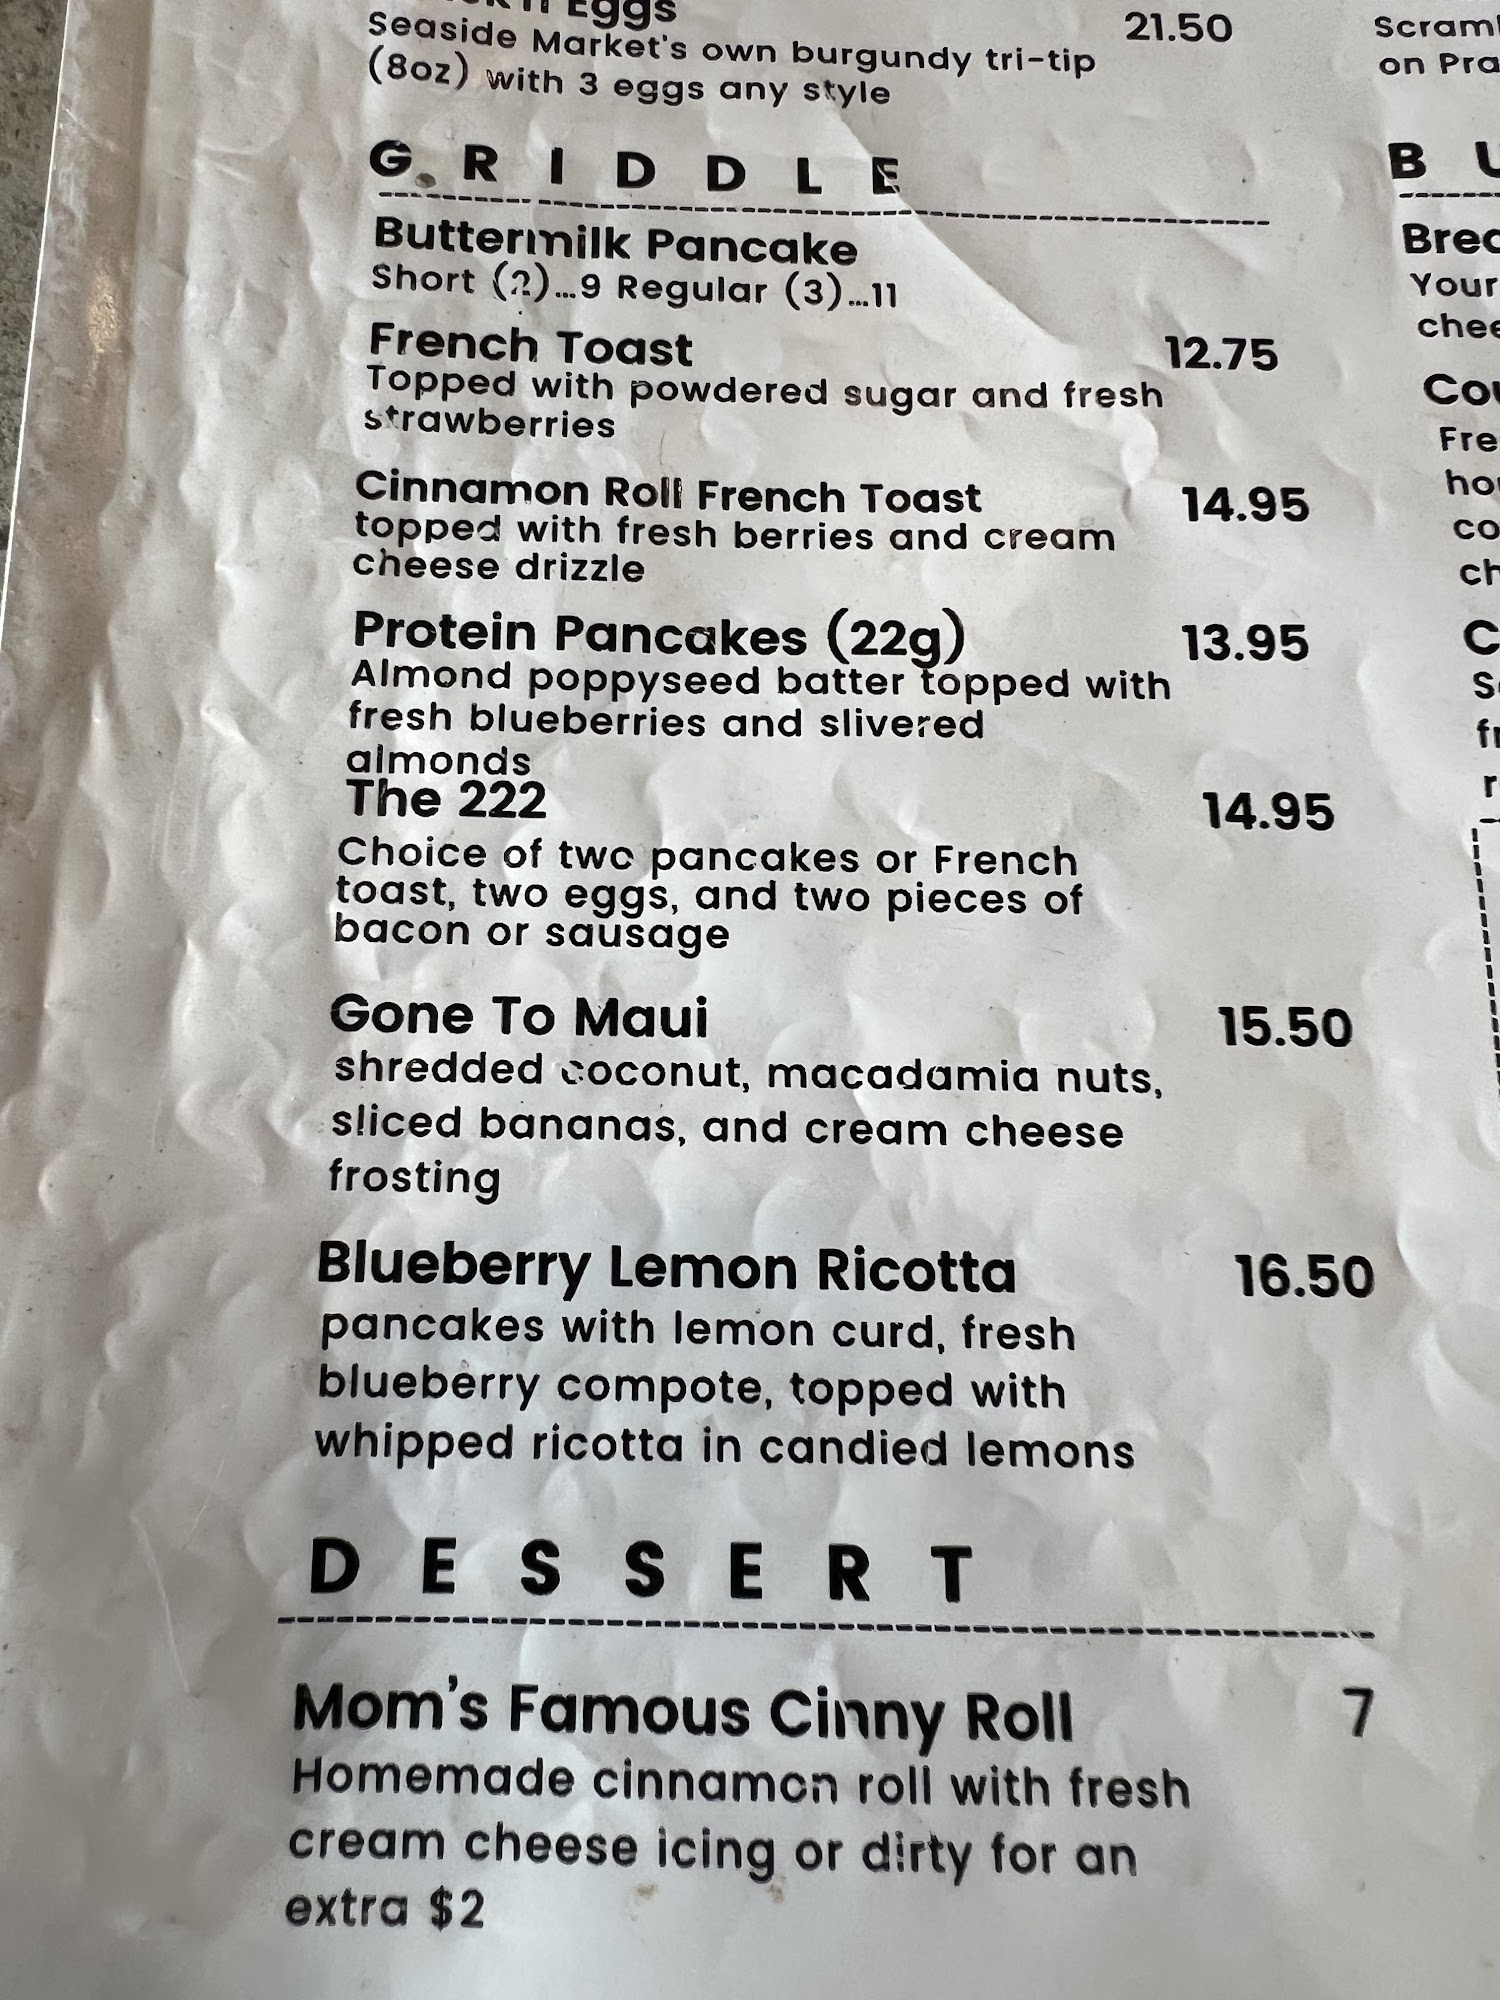 Eggs
21.50
Seaside Market's own burgundy tri-tip
(8oz) with 3 eggs any style
GRIDDLE
Buttermilk Pancake
Short (2)...9 Regular (3)...11
French Toast 12.75
Topped with powdered sugar and fresh
strawberries
Cinnamon Roll French Toast 14.95
topped with fresh berries and cream
cheese drizzle
Protein Pancakes (22g) 13.95
Almond poppyseed batter topped with
fresh blueberries and slivered
almonds
The 222 14.95
Choice of two pancakes or French
toast, two eggs, and two pieces of
bacon or sausage
Gone To Maui 15.50
shredded coconut, macadamia nuts,
sliced bananas, and cream cheese
frosting
Blueberry Lemon Ricotta 16.50
pancakes with lemon curd, fresh
blueberry compote, topped with
whipped ricotta in candied lemons
DESSERT
Mom's Famous Cinny Roll 7
Homemade cinnamon roll with fresh
cream cheese icing or dirty for an
extra $2
on
Your